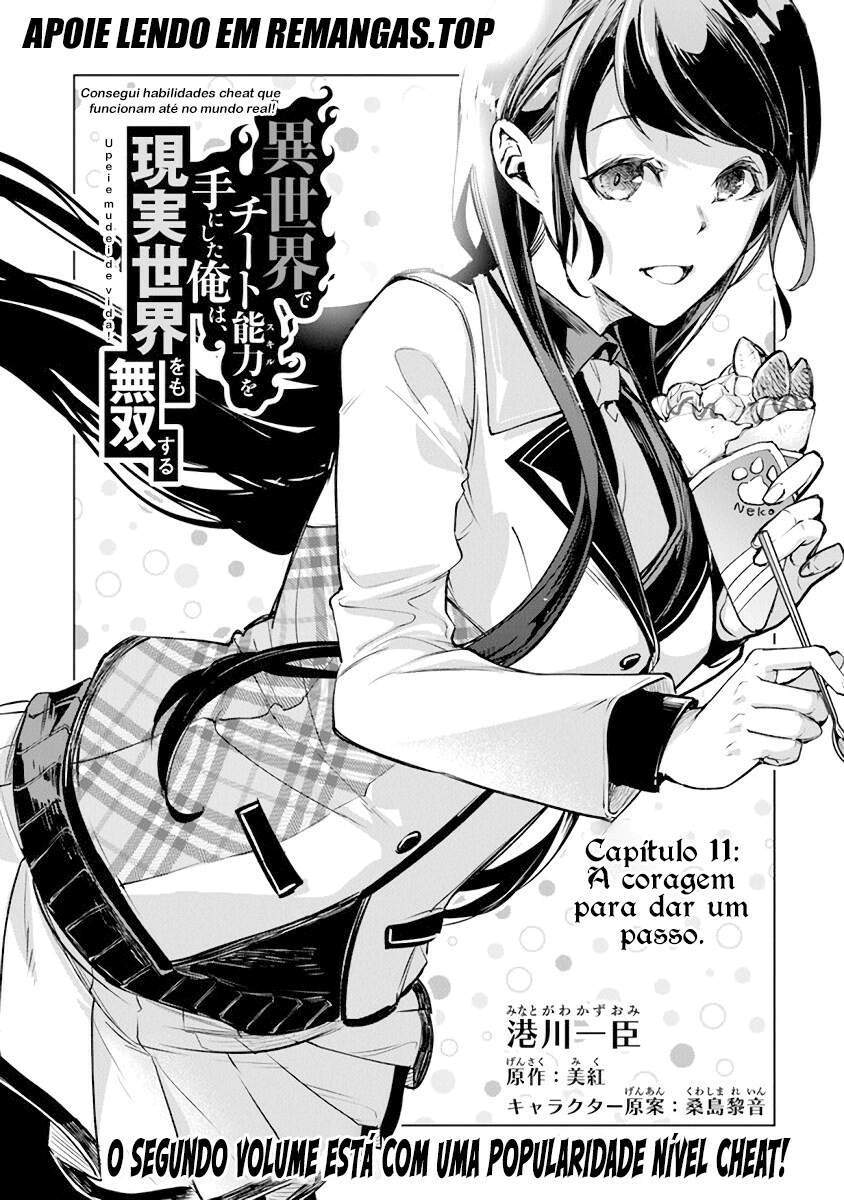 APOIE LENDO EM REMANGAS.TOP
Consegui habilidades cheat que
funcionam até no mundo real!
異世界で
チート能力を
スキル
手にした俺は、
現実世界をも
無双する
Upei e mudei de vida!
Neko
Capítulo 11:
A coragem
para dar um
passo.
みなとがわかずおみ
港川一臣
げんさく みく
原作：美紅
げんあん くわしまれいん
キャラクター原案：桑島黎音
O SEGUNDO VOLUME ESTÁ COM UMA POPULARIDADE NÍVEL CHEAT!